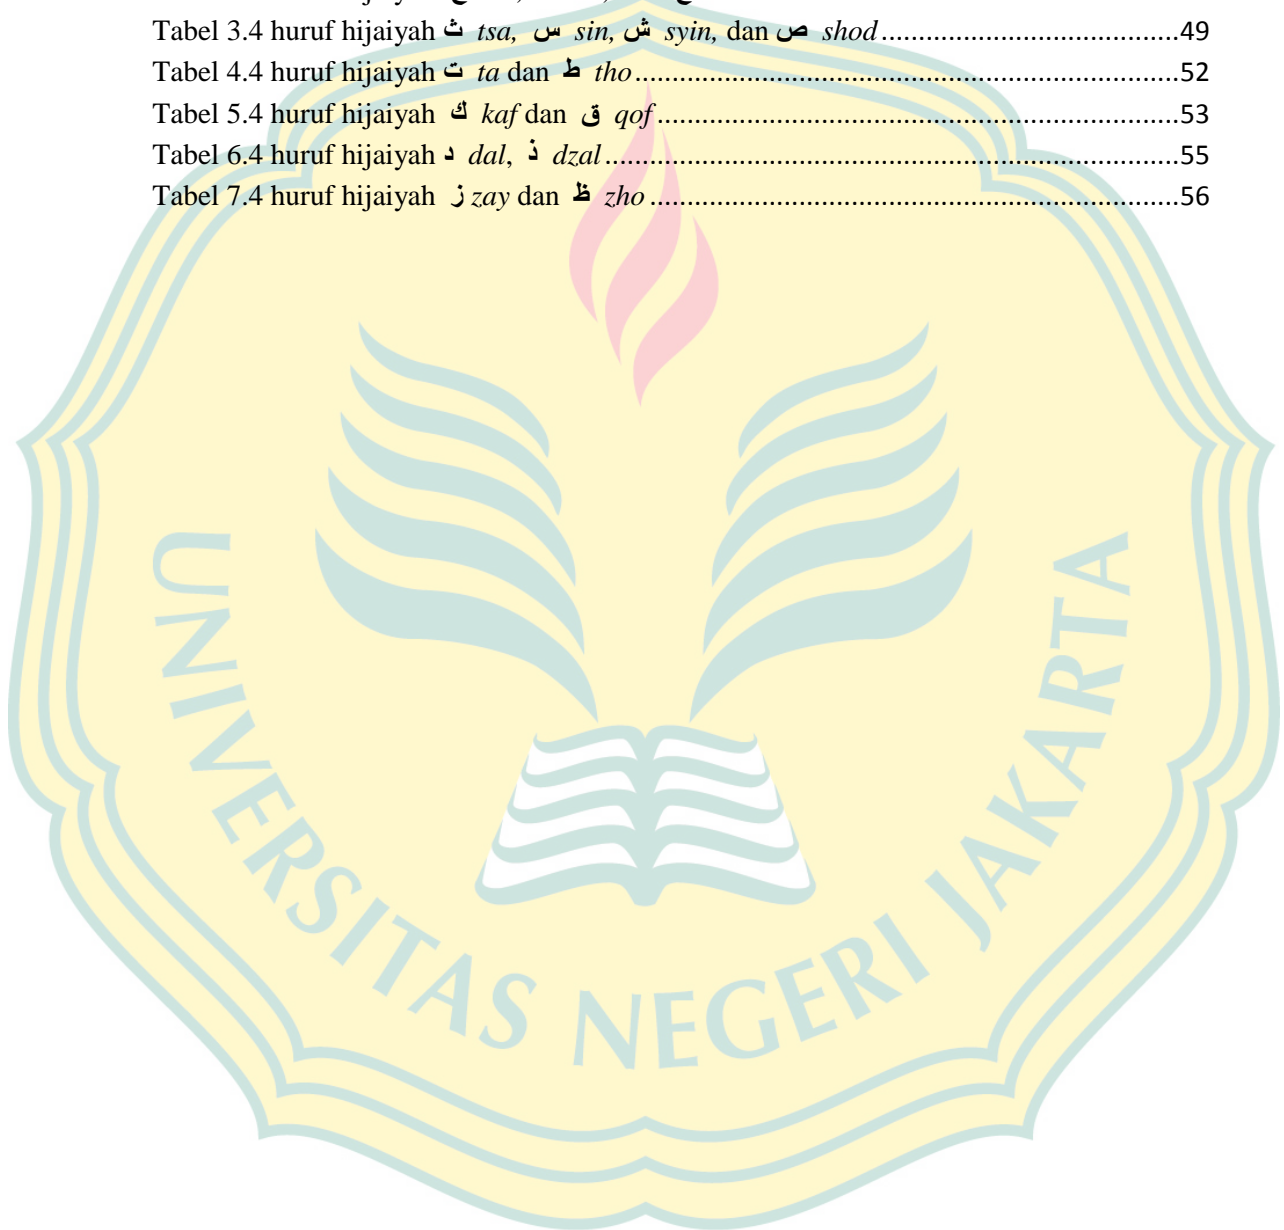 Tabel 3.4 huruf hijaiyah ث tsa, س sin, ش syin, dan ص shod....................................49
Tabel 4.4 huruf hijaiyah ت ta dan ط tho....................................52
Tabel 5.4 huruf hijaiyah ك kaf dan ق qof....................................53
Tabel 6.4 huruf hijaiyah د dal, ذ dzal....................................55
Tabel 7.4 huruf hijaiyah ز zay dan ظ zho....................................56
UNIVERSITAS NEGERI JAKARTA